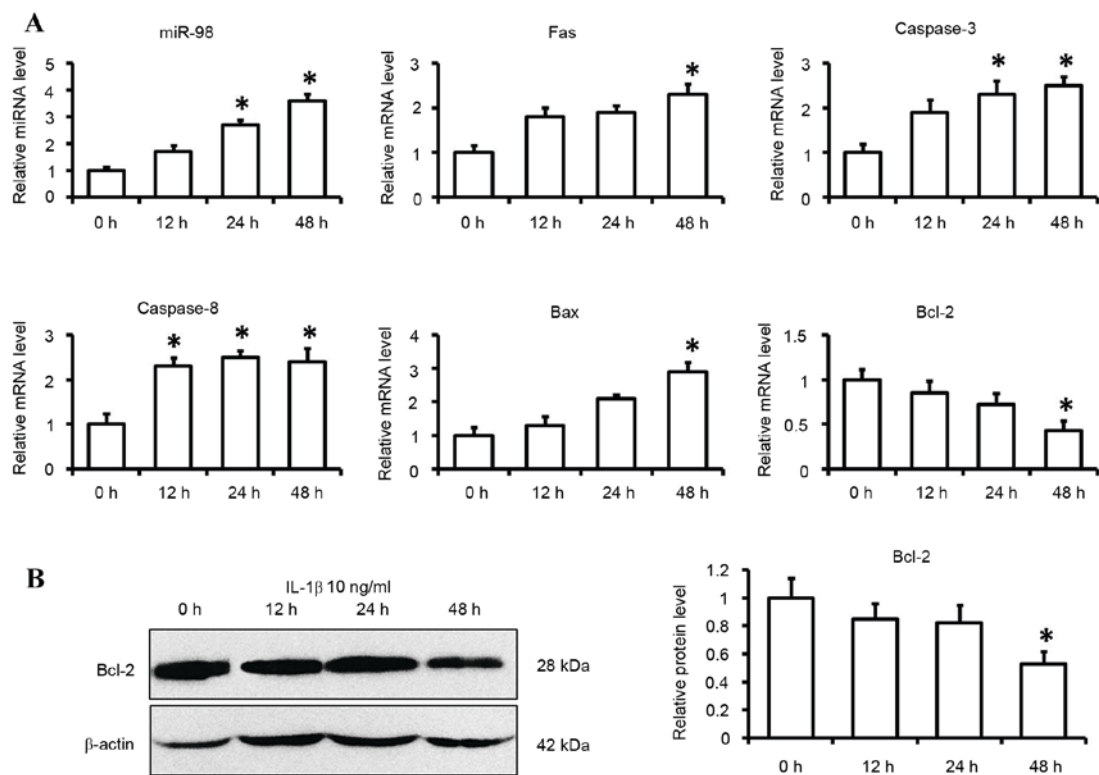 A
miR-98
Relative miRNA level
5
4
3
2
1
0
0 h 12 h 24 h 48 h
* *
Fas
Relative mRNA level
3
2
1
0
0 h 12 h 24 h 48 h
*
Caspase-3
Relative mRNA level
3
2
1
0
0 h 12 h 24 h 48 h
* *
Caspase-8
Relative mRNA level
3
2
1
0
0 h 12 h 24 h 48 h
* * *
Bax
Relative mRNA level
4
3
2
1
0
0 h 12 h 24 h 48 h
*
Bcl-2
Relative mRNA level
1.5
1
0.5
0
0 h 12 h 24 h 48 h
*
B
IL-1β 10 ng/ml
0 h 12 h 24 h 48 h
Bcl-2 28 kDa
β-actin 42 kDa
Bcl-2
Relative protein level
1.2
1
0.8
0.6
0.4
0.2
0
0 h 12 h 24 h 48 h
*